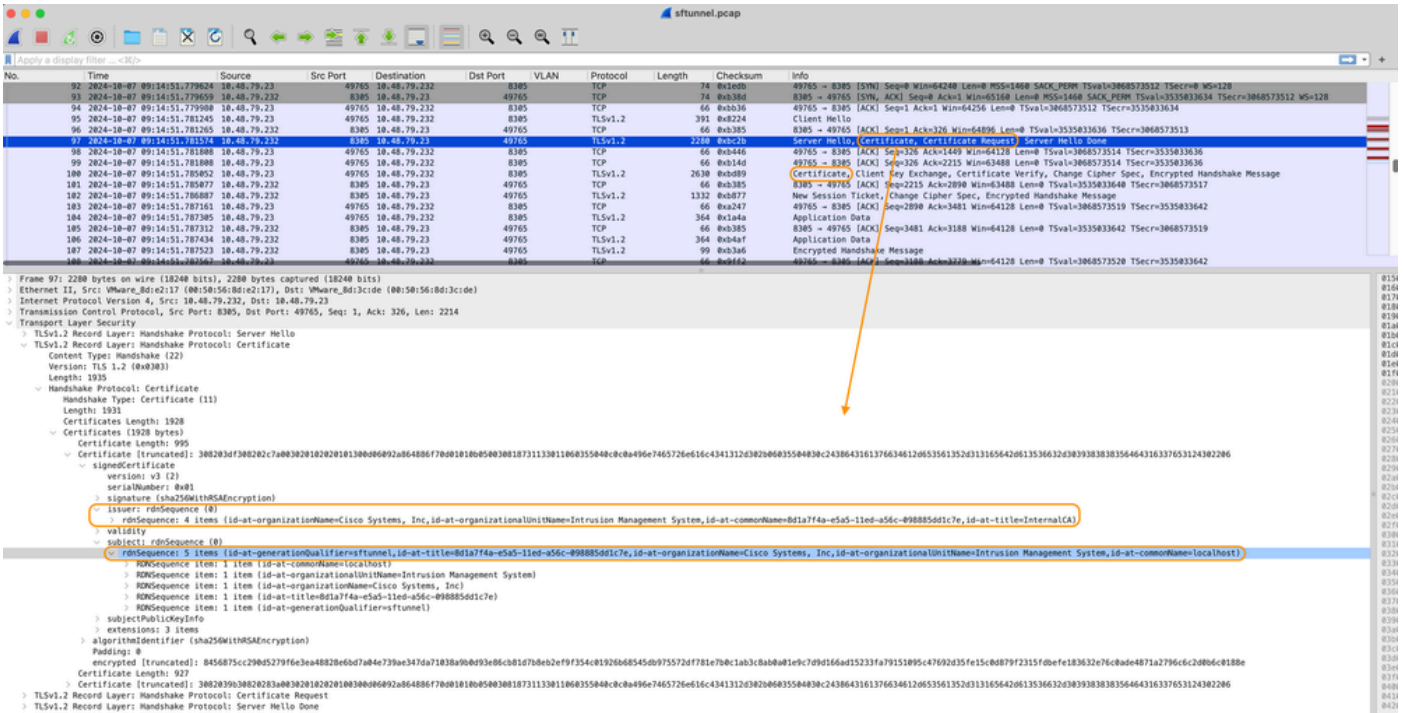 sftunnel.pcap
Apply a display filter ... <⌘/>
No. Time Source Src Port Destination Dst Port VLAN Protocol Length Checksum Info
92 2024-10-07 09:14:51.779624 10.48.79.23 49765 10.48.79.232 8305 TCP 74 0x1edb 49765 → 8305 [SYN] Seq=0 Win=64240 Len=0 MSS=1460 SACK_PERM TSval=3068573512 TSecr=0 WS=128
93 2024-10-07 09:14:51.779659 10.48.79.232 8305 10.48.79.23 49765 TCP 74 0xb38d 8305 → 49765 [SYN, ACK] Seq=0 Ack=1 Win=65160 Len=0 MSS=1460 SACK_PERM TSval=3535033634 TSecr=3068573512 WS=128
94 2024-10-07 09:14:51.779980 10.48.79.23 49765 10.48.79.232 8305 TCP 66 0xbb36 49765 → 8305 [ACK] Seq=1 Ack=1 Win=64256 Len=0 TSval=3068573512 TSecr=3535033634
95 2024-10-07 09:14:51.781245 10.48.79.23 49765 10.48.79.232 8305 TLSv1.2 391 0x8224 Client Hello
96 2024-10-07 09:14:51.781265 10.48.79.232 8305 10.48.79.23 49765 TCP 66 0xb385 8305 → 49765 [ACK] Seq=1 Ack=326 Win=64896 Len=0 TSval=3535033636 TSecr=3068573513
97 2024-10-07 09:14:51.781574 10.48.79.232 8305 10.48.79.23 49765 TLSv1.2 2280 0xbc2b Server Hello, Certificate, Certificate Request, Server Hello Done
98 2024-10-07 09:14:51.781808 10.48.79.23 49765 10.48.79.232 8305 TCP 66 0xb446 49765 → 8305 [ACK] Seq=326 Ack=1449 Win=64128 Len=0 TSval=3068573514 TSecr=3535033636
99 2024-10-07 09:14:51.781808 10.48.79.23 49765 10.48.79.232 8305 TCP 66 0xb14d 49765 → 8305 [ACK] Seq=326 Ack=2215 Win=63488 Len=0 TSval=3068573514 TSecr=3535033636
100 2024-10-07 09:14:51.785052 10.48.79.23 49765 10.48.79.232 8305 TLSv1.2 2630 0xbd89 Certificate, Client Key Exchange, Certificate Verify, Change Cipher Spec, Encrypted Handshake Message
101 2024-10-07 09:14:51.785077 10.48.79.232 8305 10.48.79.23 49765 TCP 66 0xb385 8305 → 49765 [ACK] Seq=2215 Ack=2890 Win=63488 Len=0 TSval=3535033640 TSecr=3068573517
102 2024-10-07 09:14:51.786887 10.48.79.232 8305 10.48.79.23 49765 TLSv1.2 1332 0xb877 New Session Ticket, Change Cipher Spec, Encrypted Handshake Message
103 2024-10-07 09:14:51.787161 10.48.79.23 49765 10.48.79.232 8305 TCP 66 0xa247 49765 → 8305 [ACK] Seq=2890 Ack=3481 Win=64128 Len=0 TSval=3068573519 TSecr=3535033642
104 2024-10-07 09:14:51.787305 10.48.79.23 49765 10.48.79.232 8305 TLSv1.2 364 0x1a4a Application Data
105 2024-10-07 09:14:51.787312 10.48.79.232 8305 10.48.79.23 49765 TCP 66 0xb385 8305 → 49765 [ACK] Seq=3481 Ack=3188 Win=64128 Len=0 TSval=3535033642 TSecr=3068573519
106 2024-10-07 09:14:51.787434 10.48.79.232 8305 10.48.79.23 49765 TLSv1.2 364 0xb4af Application Data
107 2024-10-07 09:14:51.787523 10.48.79.232 8305 10.48.79.23 49765 TLSv1.2 99 0xb3a6 Encrypted Handshake Message
108 2024-10-07 09:14:51.787567 10.48.79.23 49765 10.48.79.232 8305 TCP 66 0x9ff2 49765 → 8305 [ACK] Seq=3188 Ack=3779 Win=64128 Len=0 TSval=3068573520 TSecr=3535033642
Frame 97: 2280 bytes on wire (18240 bits), 2280 bytes captured (18240 bits)
Ethernet II, Src: VMware_8d:e2:17 (00:50:56:8d:e2:17), Dst: VMware_8d:3c:de (00:50:56:8d:3c:de)
Internet Protocol Version 4, Src: 10.48.79.232, Dst: 10.48.79.23
Transmission Control Protocol, Src Port: 8305, Dst Port: 49765, Seq: 1, Ack: 326, Len: 2214
Transport Layer Security
TLSv1.2 Record Layer: Handshake Protocol: Server Hello
TLSv1.2 Record Layer: Handshake Protocol: Certificate
Content Type: Handshake (22)
Version: TLS 1.2 (0x0303)
Length: 1935
Handshake Protocol: Certificate
Handshake Type: Certificate (11)
Length: 1931
Certificates Length: 1928
Certificates (1928 bytes)
Certificate Length: 995
Certificate [truncated]:
signedCertificate
version: v3 (2)
serialNumber: 0x01
signature (sha256WithRSAEncryption)
issuer: rdnSequence (0)
rdnSequence: 4 items (id-at-organizationName=Cisco Systems, Inc,id-at-organizationalUnitName=Intrusion Management System,id-at-commonName=8d1a7f4a-e5a5-11ed-a56c-098885dd1c7e,id-at-title=InternalCA)
validity
subject: rdnSequence (0)
rdnSequence: 5 items (id-at-generationQualifier=sftunnel,id-at-title=8d1a7f4a-e5a5-11ed-a56c-098885dd1c7e,id-at-organizationName=Cisco Systems, Inc,id-at-organizationalUnitName=Intrusion Management System,id-at-commonName=localhost)
RDNSequence item: 1 item (id-at-commonName=localhost)
RDNSequence item: 1 item (id-at-organizationalUnitName=Intrusion Management System)
RDNSequence item: 1 item (id-at-organizationName=Cisco Systems, Inc)
RDNSequence item: 1 item (id-at-title=8d1a7f4a-e5a5-11ed-a56c-098885dd1c7e)
RDNSequence item: 1 item (id-at-generationQualifier=sftunnel)
subjectPublicKeyInfo
extensions: 3 items
algorithmIdentifier (sha256WithRSAEncryption)
Padding: 0
encrypted [truncated]:
Certificate Length: 927
Certificate [truncated]:
TLSv1.2 Record Layer: Handshake Protocol: Certificate Request
TLSv1.2 Record Layer: Handshake Protocol: Server Hello Done